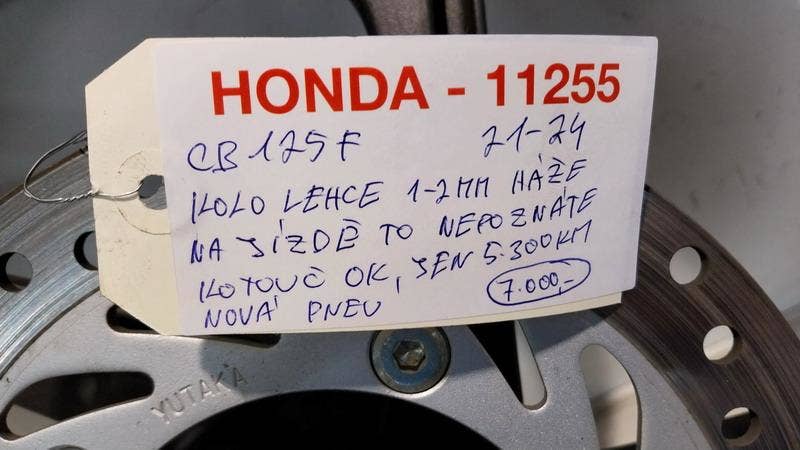 HONDA - 11255
CB 125F 21-24
KOLO LEHCE 1-2MM HÁŽE
NA JÍZDĚ TO NEPOZNÁTE
KOTOUČ OK, JEN 5.300KM
NOVÁ PNEU 7.000,-
YUTAKA